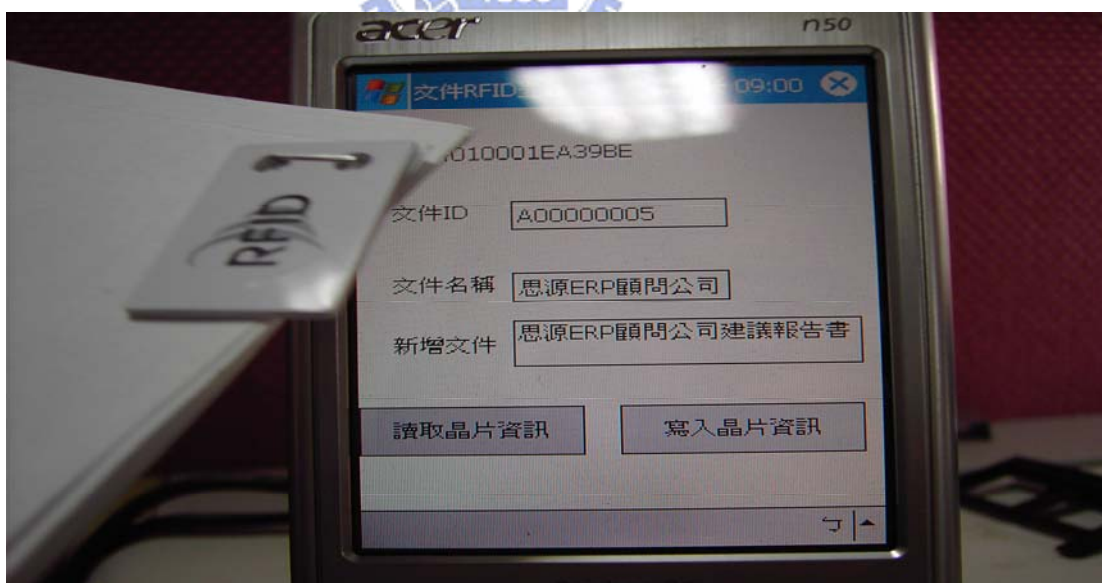 acer n50
文件RFID 09:00
010001EA39BE
文件ID A00000005
文件名稱 思源ERP顧問公司
新增文件 思源ERP顧問公司建議報告書
讀取晶片資訊 寫入晶片資訊
ㄅ
RFID